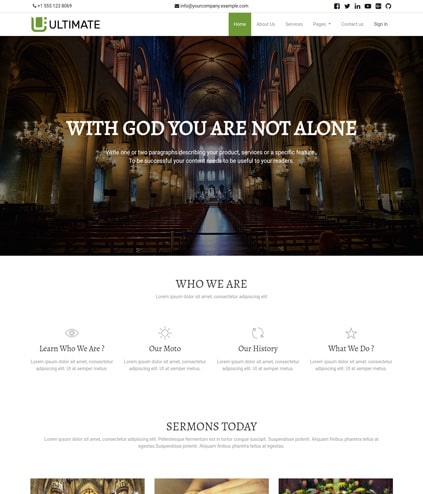 +1 555 123 8069
info@yourcompany.example.com
ULTIMATE
Home
About Us
Services
Pages
Contact us
Sign in
WITH GOD YOU ARE NOT ALONE
Write one or two paragraphs describing your product, services or a specific feature.
To be successful your content needs to be useful to your readers.
WHO WE ARE
Lorem ipsum dolor sit amet, consectetur adipiscing elit
Learn Who We Are ?
Lorem ipsum dolor sit amet, consectetur
adipiscing elit. Ut at semper metus.
Our Moto
Lorem ipsum dolor sit amet, consectetur
adipiscing elit. Ut at semper metus.
Our History
Lorem ipsum dolor sit amet, consectetur
adipiscing elit. Ut at semper metus.
What We Do ?
Lorem ipsum dolor sit amet, consectetur
adipiscing elit. Ut at semper metus.
SERMONS TODAY
Lorem ipsum dolor sit amet, consectetur adipiscing elit. Pellentesque fermentum est in tortor congue suscipit. Suspendisse potenti. Aliquam finibus pharetra tellus et
egestas.Suspendisse potenti. Aliquam finibus pharetra tellus et egestas.